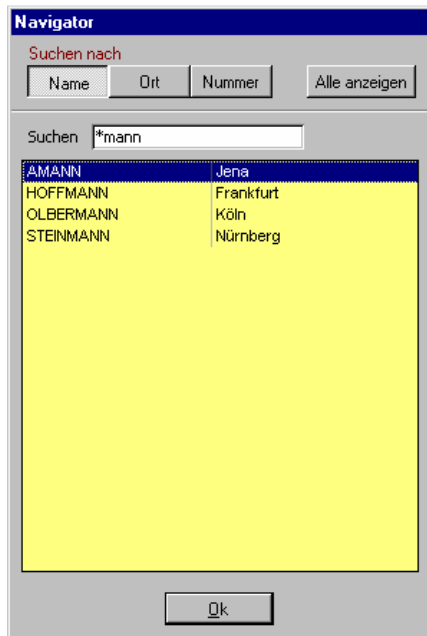 Navigator
Suchen nach
Name Ort Nummer Alle anzeigen
Suchen *mann
AMANN Jena
HOFFMANN Frankfurt
OLBERMANN Köln
STEINMANN Nürnberg
Ok